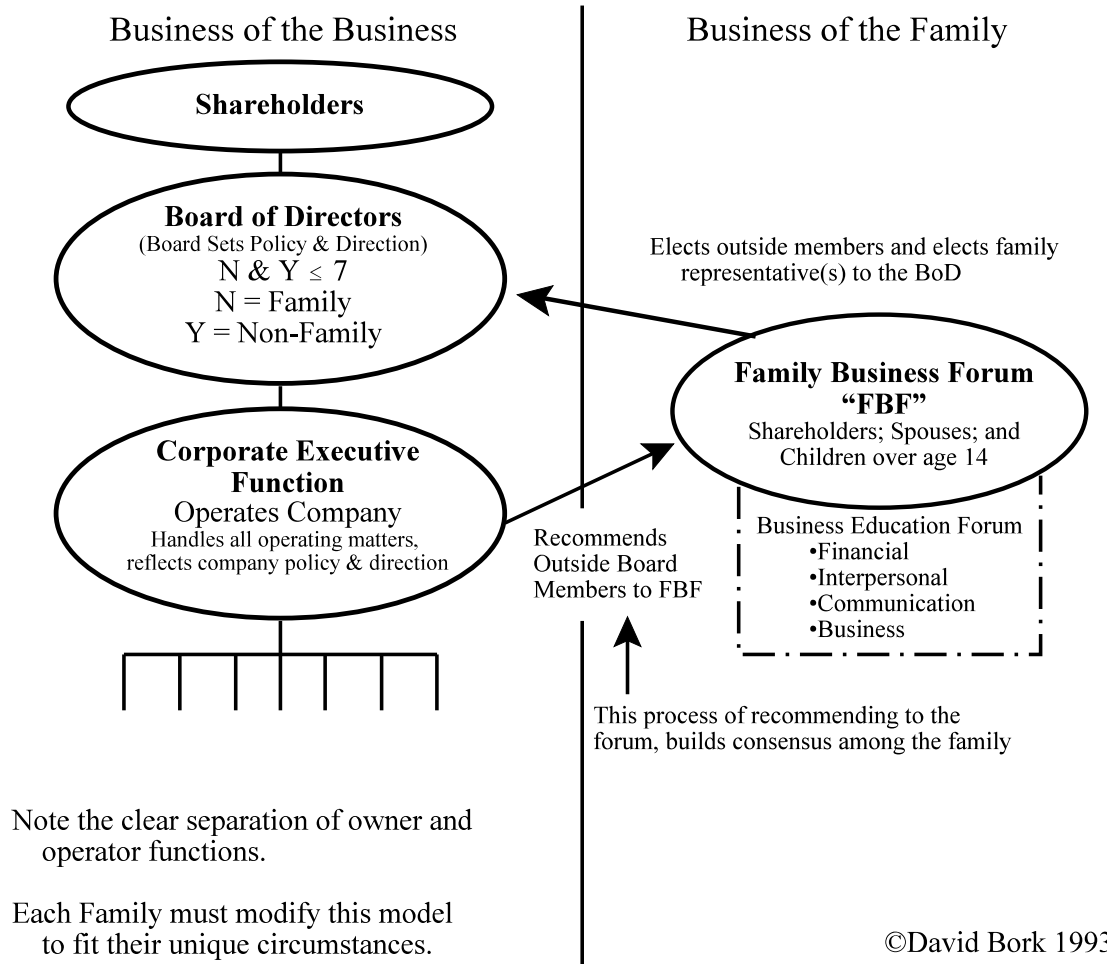 Business of the Business
Business of the Family
Shareholders
Board of Directors
(Board Sets Policy & Direction)
N & Y ≤ 7
N = Family
Y = Non-Family
Elects outside members and elects family
representative(s) to the BoD
Family Business Forum
“FBF”
Shareholders; Spouses; and
Children over age 14
Corporate Executive
Function
Operates Company
Handles all operating matters,
reflects company policy & direction
Recommends
Outside Board
Members to FBF
Business Education Forum
•Financial
•Interpersonal
•Communication
•Business
This process of recommending to the
forum, builds consensus among the family
Note the clear separation of owner and
operator functions.
Each Family must modify this model
to fit their unique circumstances.
©David Bork 1993